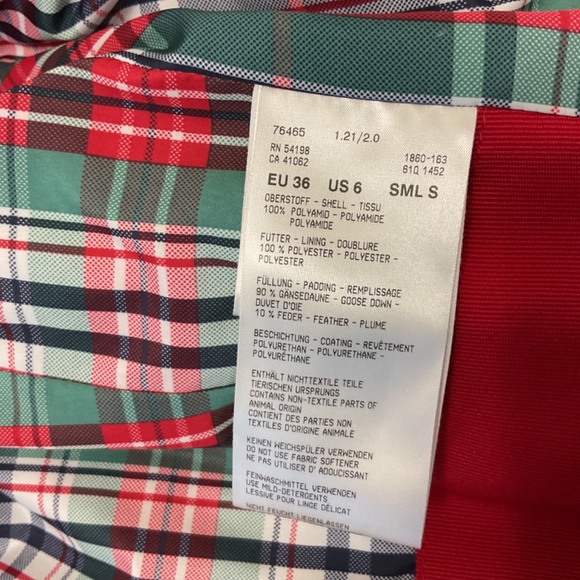 76465 1.21/2.0
RN 54198 1860-163
CA 41062 61Q 1452
EU 36 US 6 SML S
OBERSTOFF - SHELL - TISSU
100% POLYAMID - POLYAMIDE
POLYAMIDE
FUTTER - LINING - DOUBLURE
100 % POLYESTER - POLYESTER -
POLYESTER
FÜLLUNG - PADDING - REMPLISSAGE
90 % GÄNSEDAUNE - GOOSE DOWN -
DUVET D'OIE
10 % FEDER - FEATHER - PLUME
BESCHICHTUNG - COATING - REVÊTEMENT
POLYURETHAN - POLYURETHANE -
POLYURÉTHANE
ENTHÄLT NICHTTEXTILE TEILE
TIERISCHEN URSPRUNGS
CONTAINS NON-TEXTILE PARTS OF
ANIMAL ORIGIN
CONTIENT DES PARTIES NON
TEXTILES D'ORIGINE ANIMALE
KEINEN WEICHSPÜLER VERWENDEN
DO NOT USE FABRIC SOFTENER
NE PAS UTILISER D' ADOUCISSANT
FEINWASCHMITTEL VERWENDEN
USE MILD-DETERGENTS
LESSIVE POUR LINGE DÉLICAT
NICHT FEUCHT LIEGENLASSEN